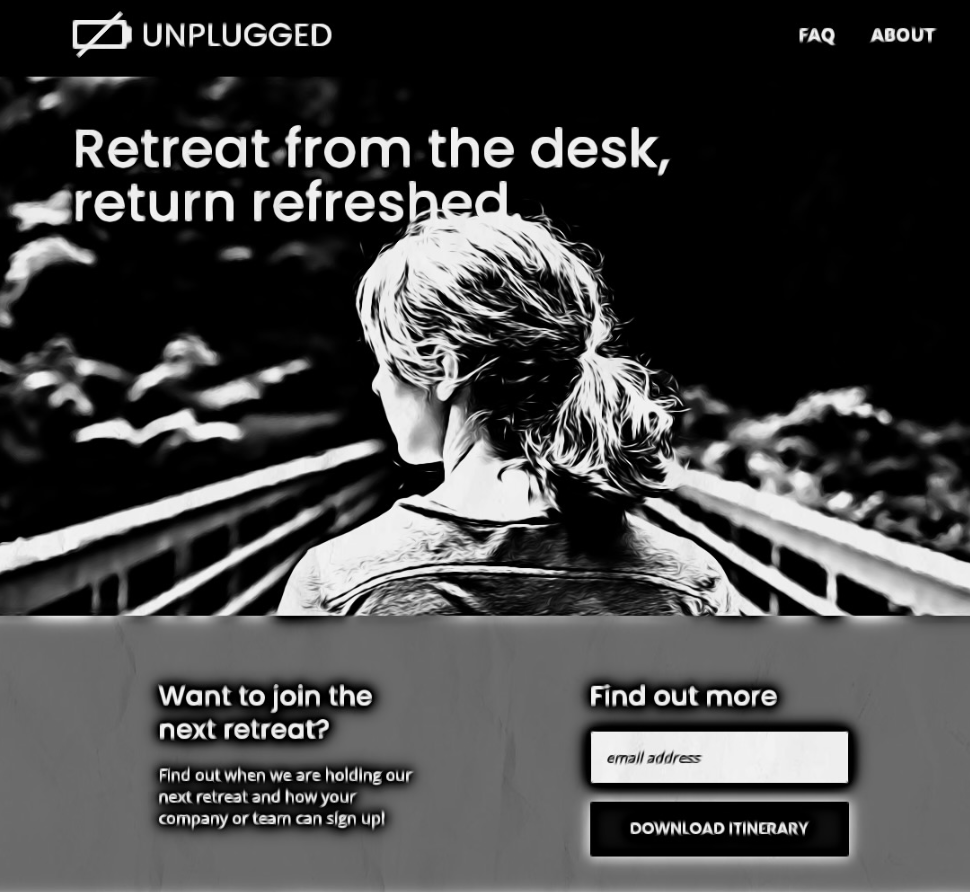 UNPLUGGED
FAQ ABOUT
Retreat from the desk,
return refreshed.
Want to join the
next retreat?
Find out when we are holding our
next retreat and how your
company or team can sign up!
Find out more
email address
DOWNLOAD ITINERARY